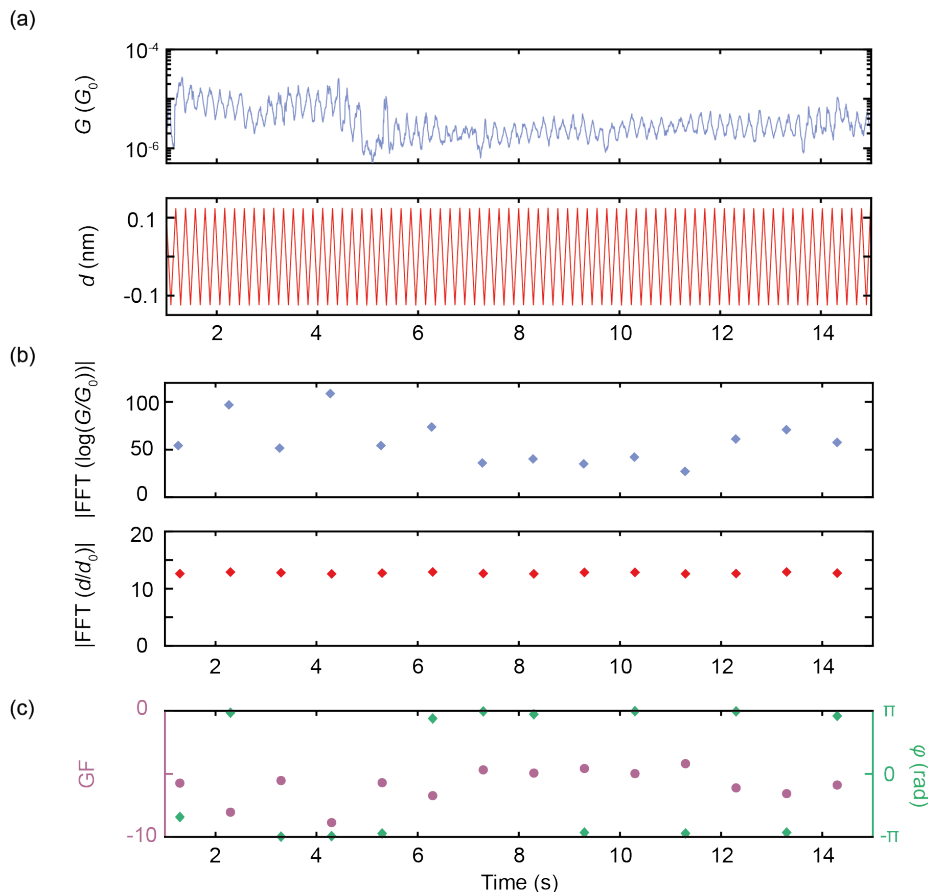 (a)
10⁻⁴
10⁻⁶
G (G₀)
0.1
-0.1
d (nm)
2 4 6 8 10 12 14
(b)
100
50
0
|FFT (log(G/G₀))|
20
10
0
|FFT (d/d₀)|
2 4 6 8 10 12 14
(c)
0
-10
GF
π
0
-π
φ (rad)
2 4 6 8 10 12 14
Time (s)